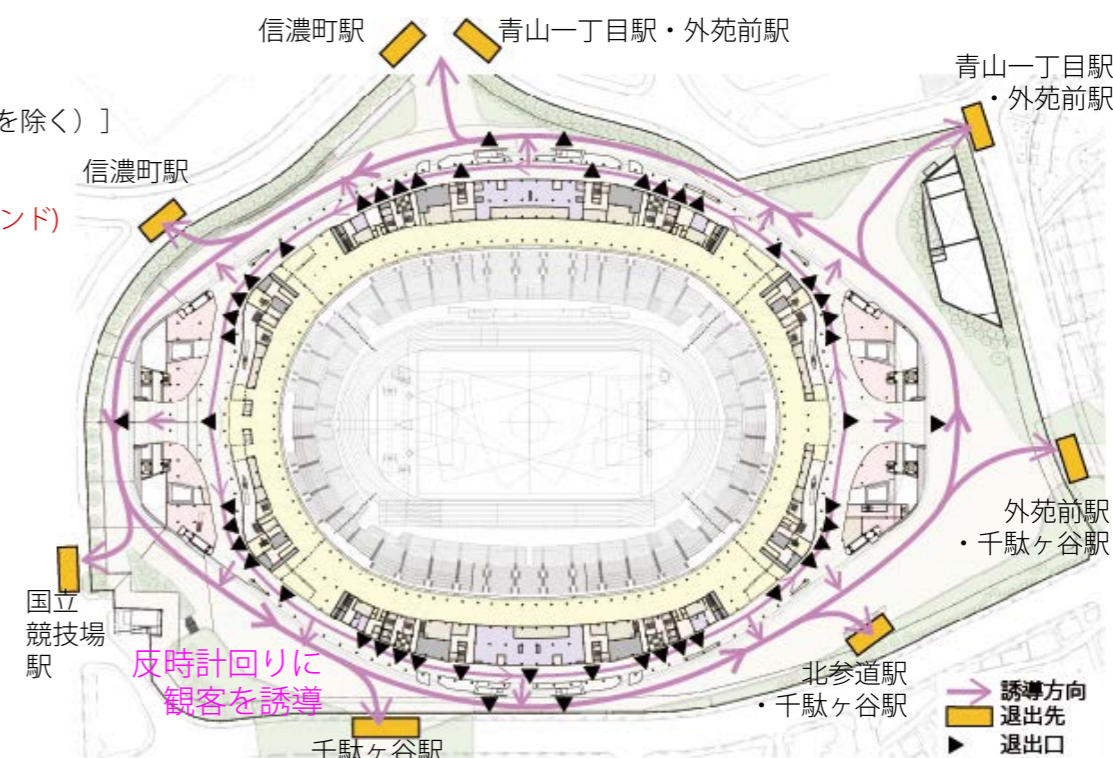 信濃町駅
青山一丁目駅・外苑前駅
青山一丁目駅
・外苑前駅
を除く）］
信濃町駅
ンド)
外苑前駅
・千駄ヶ谷駅
国立
競技場
駅
反時計回りに
観客を誘導
北参道駅
・千駄ヶ谷駅
千駄ヶ谷駅
誘導方向
退出先
退出口